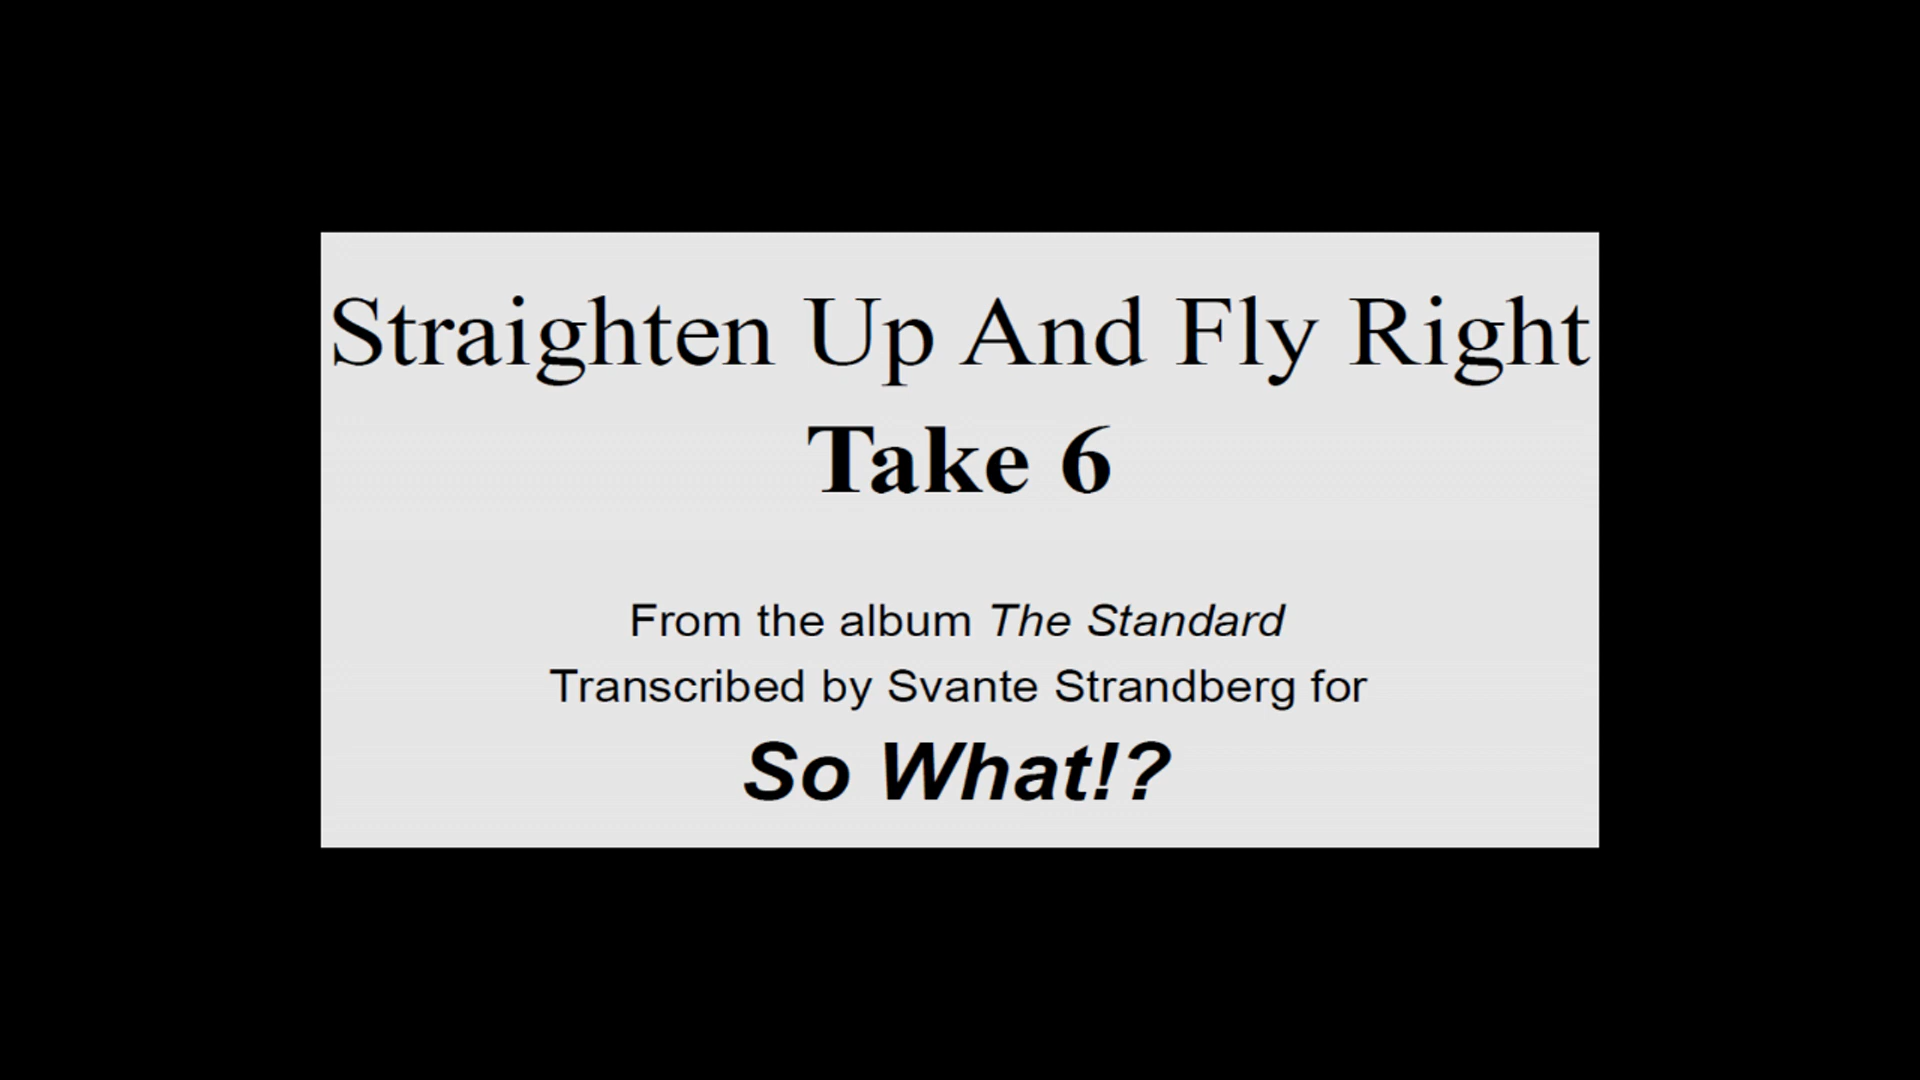 Straighten Up And Fly Right
Take 6
From the album The Standard
Transcribed by Svante Strandberg for
So What!?